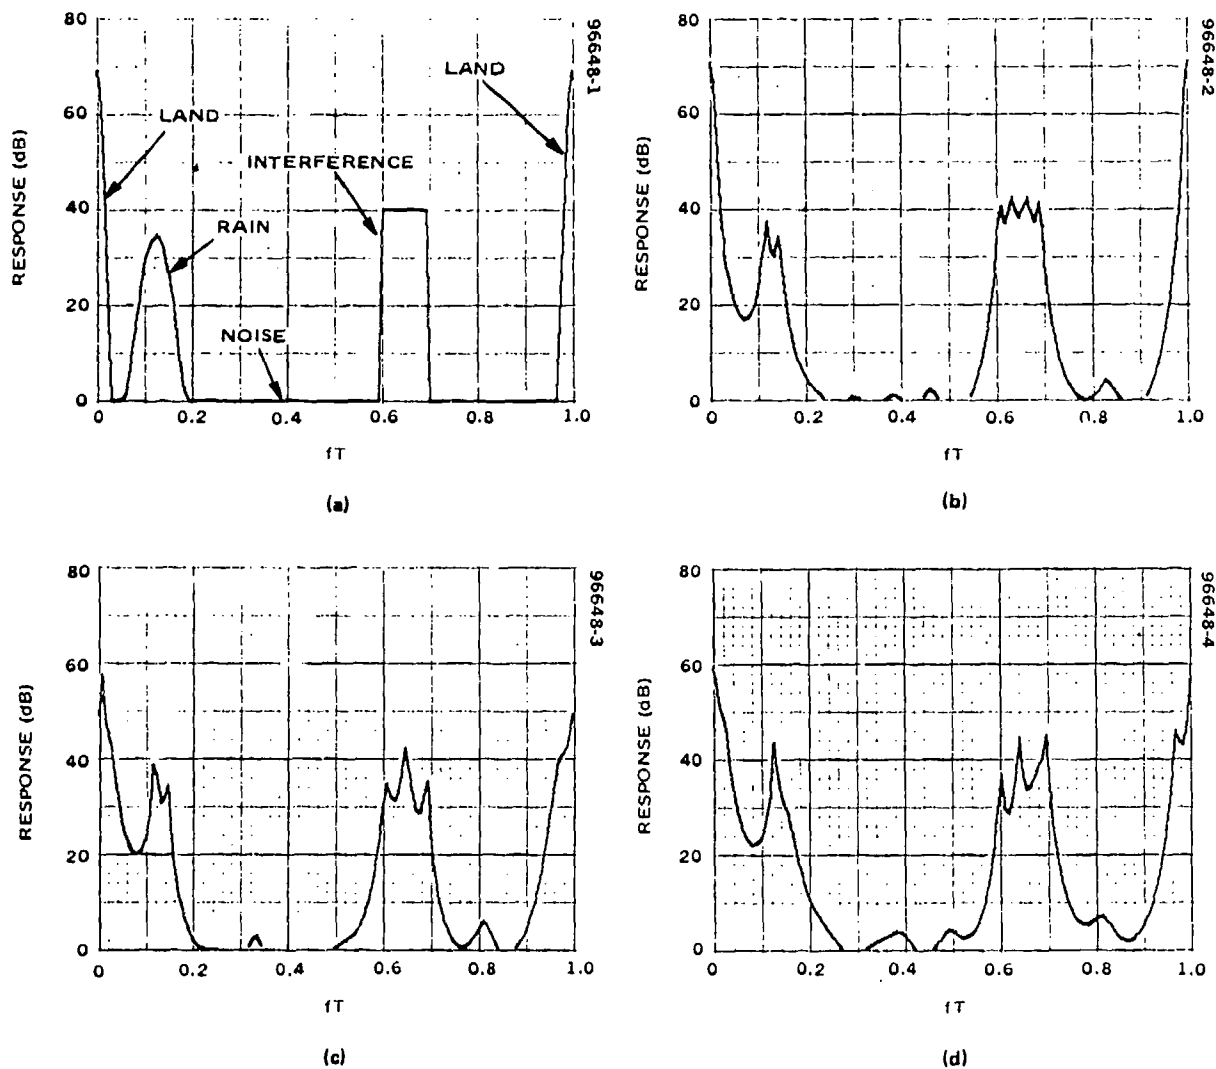 80
60
40
20
0
RESPONSE (dB)
LAND
LAND
INTERFERENCE
RAIN
NOISE
0 0.2 0.4 0.6 0.8 1.0
fT
96648-1
(a)
80
60
40
20
0
RESPONSE (dB)
0 0.2 0.4 0.6 0.8 1.0
fT
96648-2
(b)
80
60
40
20
0
RESPONSE (dB)
0 0.2 0.4 0.6 0.8 1.0
fT
96648-3
(c)
80
60
40
20
0
RESPONSE (dB)
0 0.2 0.4 0.6 0.8 1.0
fT
96648-4
(d)